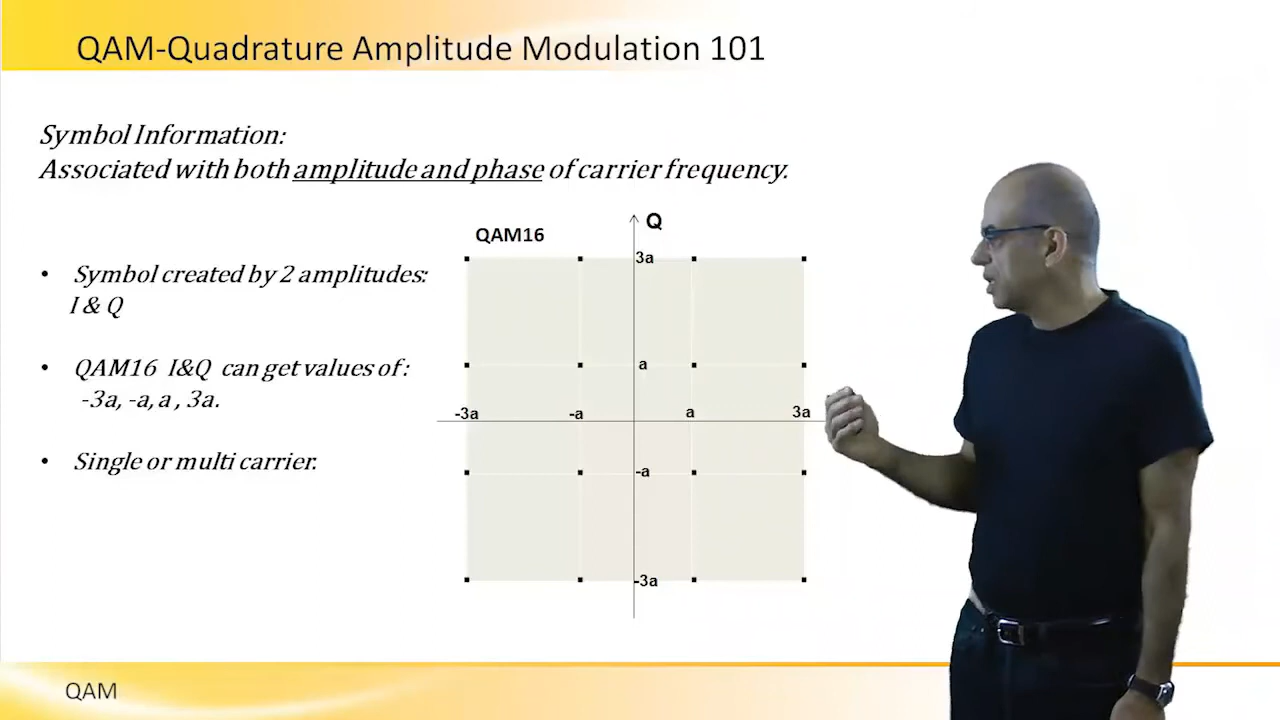 QAM-Quadrature Amplitude Modulation 101
Symbol Information:
Associated with both amplitude and phase of carrier frequency.
• Symbol created by 2 amplitudes:
I & Q
• QAM16 I&Q can get values of :
-3a, -a, a , 3a.
• Single or multi carrier.
Q
QAM16
3a
a
-3a
-a
a
3a
-a
-3a
QAM